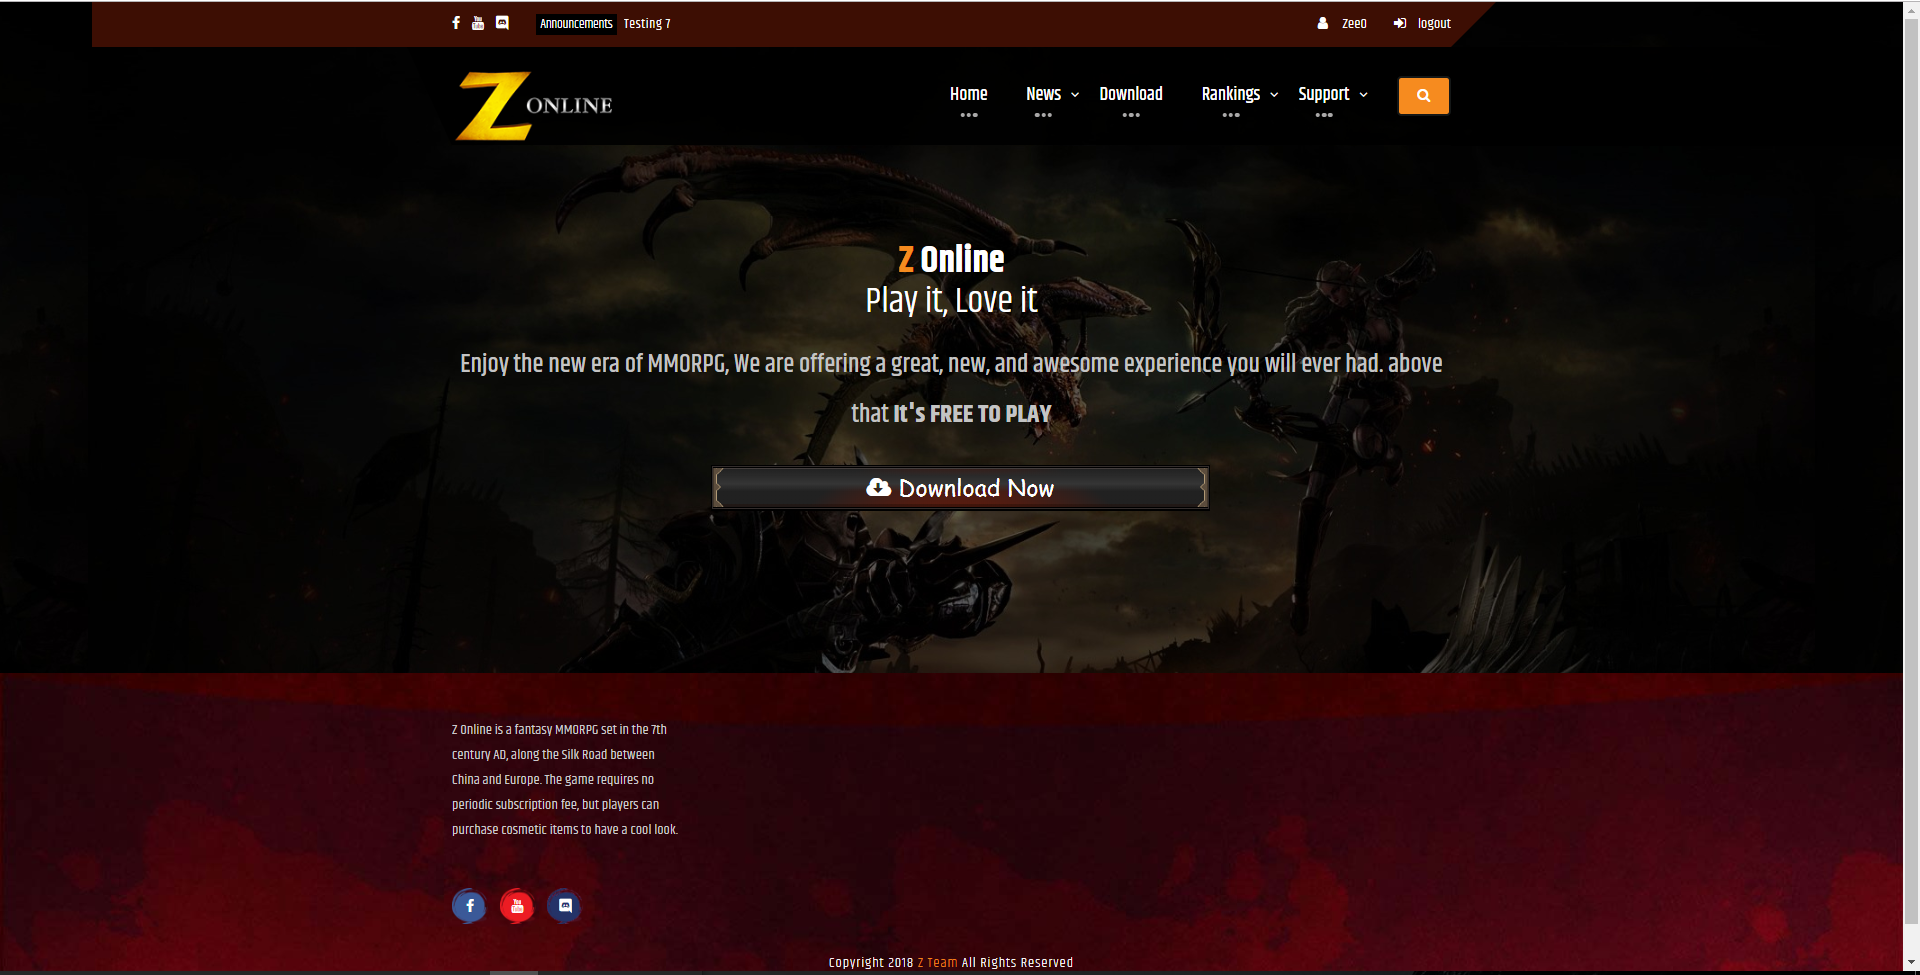 Announcements Testing 7
Zee0 logout
Z ONLINE
Home News Download Rankings Support
Z Online
Play it, Love it
Enjoy the new era of MMORPG, We are offering a great, new, and awesome experience you will ever had. above
that It's FREE TO PLAY
Download Now
Z Online is a fantasy MMORPG set in the 7th
century AD, along the Silk Road between
China and Europe. The game requires no
periodic subscription fee, but players can
purchase cosmetic items to have a cool look.
Copyright 2018 Z Team All Rights Reserved